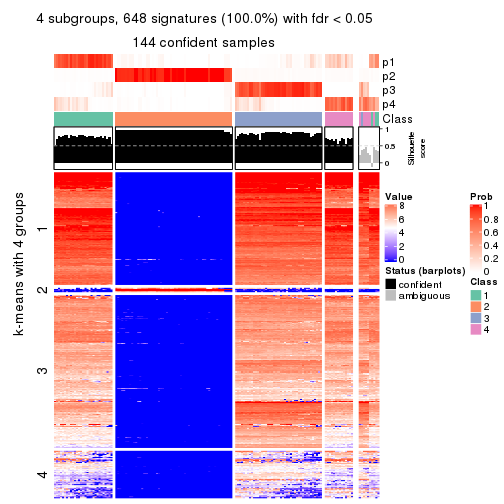 4 subgroups, 648 signatures (100.0%) with fdr < 0.05
144 confident samples
p1
p2
p3
p4
Class
1
0.5
0
Silhouette
score
k-means with 4 groups
1
2
3
4
Value
8
6
4
2
0
Status (barplots)
confident
ambiguous
Prob
1
0.8
0.6
0.4
0.2
0
Class
1
2
3
4